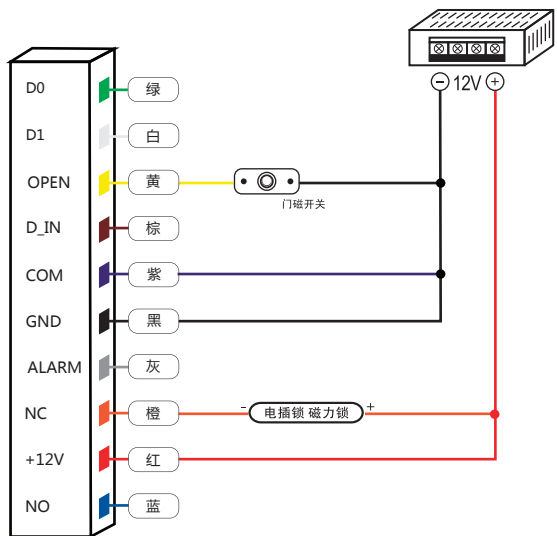 - 12V +
D0 绿
D1 白
OPEN 黄
门磁开关
D_IN 棕
COM 紫
GND 黑
ALARM 灰
NC 橙 - 电插锁 磁力锁 +
+12V 红
NO 蓝